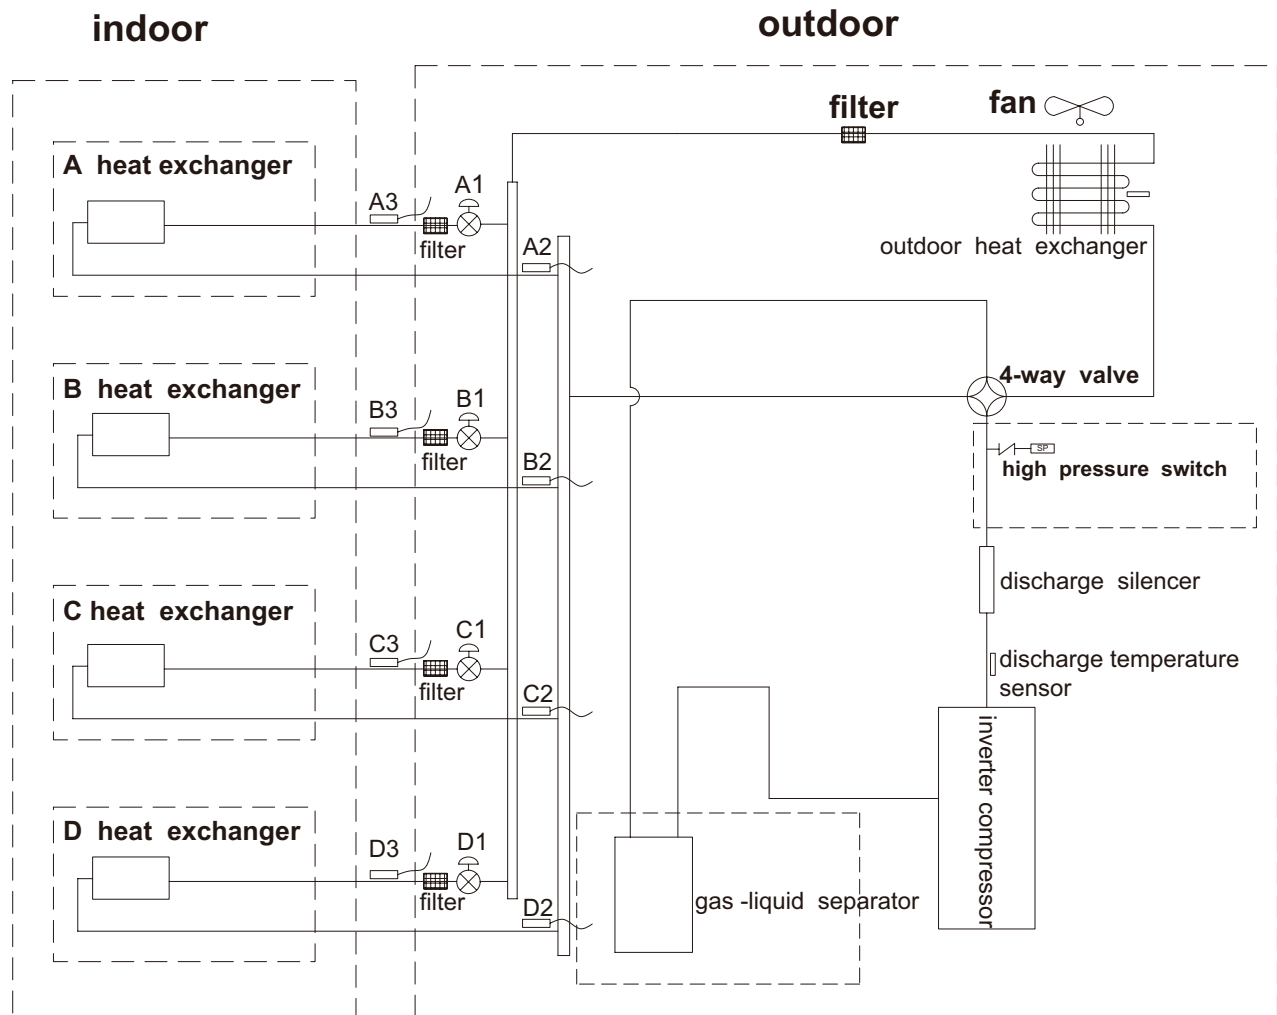 indoor
outdoor
filter
fan
A heat exchanger
A3
A1
filter
A2
outdoor heat exchanger
4-way valve
B heat exchanger
B3
B1
filter
B2
SP
high pressure switch
discharge silencer
C heat exchanger
C3
C1
filter
C2
discharge temperature
sensor
inverter compressor
D heat exchanger
D3
D1
filter
D2
gas -liquid separator